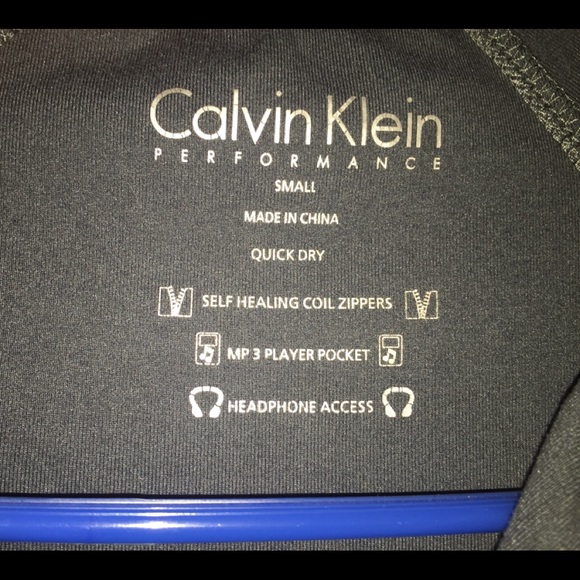 Calvin Klein
PERFORMANCE
SMALL
MADE IN CHINA
QUICK DRY
SELF HEALING COIL ZIPPERS
MP 3 PLAYER POCKET
HEADPHONE ACCESS